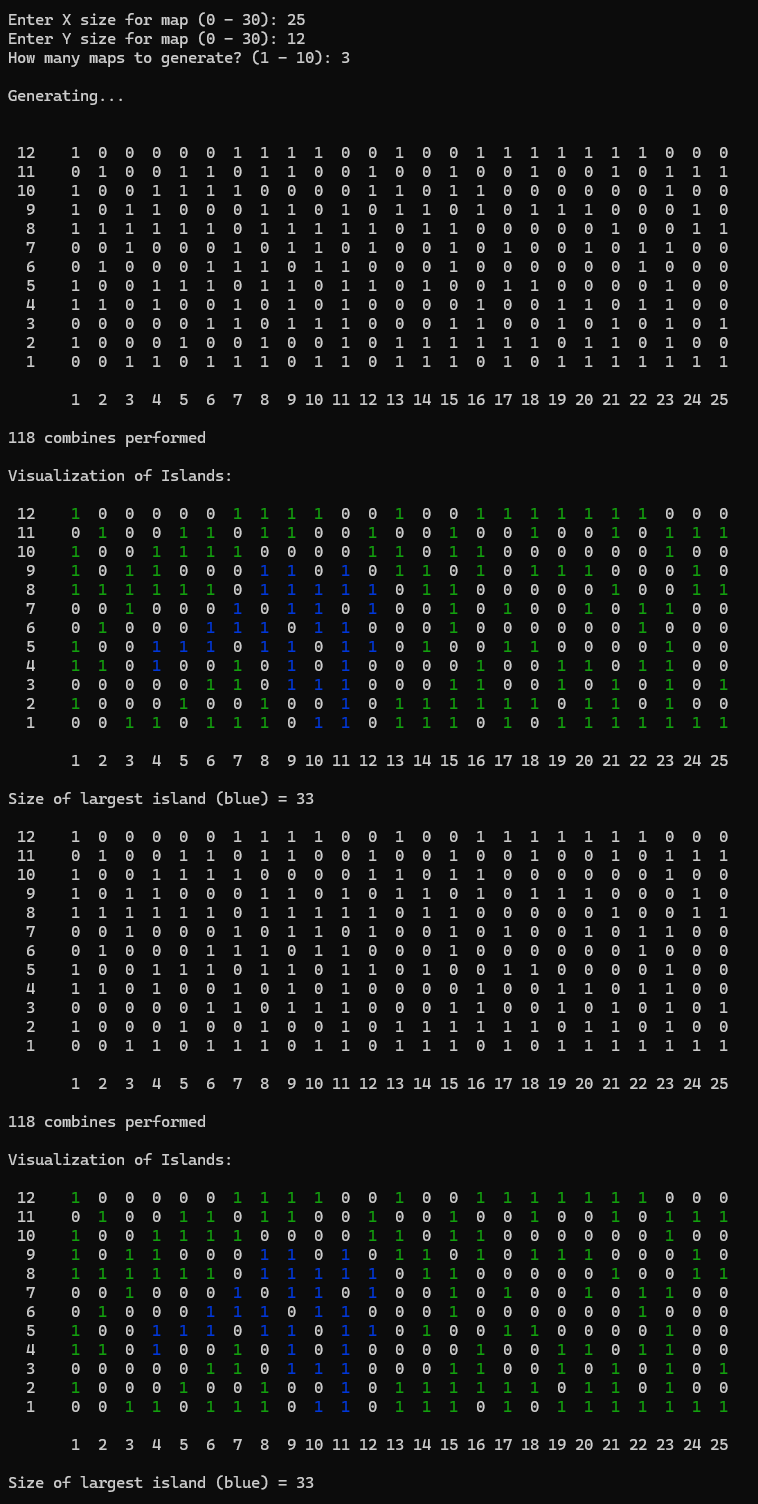 Enter X size for map (0 - 30): 25
Enter Y size for map (0 - 30): 12
How many maps to generate? (1 - 10): 3
Generating...
12 1 0 0 0 0 0 1 1 1 1 0 0 1 0 0 1 1 1 1 1 1 1 0 0 0
11 0 1 0 0 1 1 0 1 1 0 0 1 0 0 1 0 0 1 0 0 1 0 1 1 1
10 1 0 0 1 1 1 1 0 0 0 0 1 1 0 1 1 0 0 0 0 0 0 1 0 0
9 1 0 1 1 0 0 0 1 1 0 1 0 1 1 0 1 0 1 1 1 0 0 0 1 0
8 1 1 1 1 1 1 0 1 1 1 1 1 0 1 1 0 0 0 0 0 1 0 0 1 1
7 0 0 1 0 0 0 1 0 1 1 0 1 0 0 1 0 1 0 0 1 0 1 1 0 0
6 0 1 0 0 0 1 1 1 0 1 1 0 0 0 1 0 0 0 0 0 0 1 0 0 0
5 1 0 0 1 1 1 0 1 1 0 1 1 0 1 0 0 1 1 0 0 0 0 1 0 0
4 1 1 0 1 0 0 1 0 1 0 1 0 0 0 0 1 0 0 1 1 0 1 1 0 0
3 0 0 0 0 0 1 1 0 1 1 1 0 0 0 1 1 0 0 1 0 1 0 1 0 1
2 1 0 0 0 1 0 0 1 0 0 1 0 1 1 1 1 1 1 0 1 1 0 1 0 0
1 0 0 1 1 0 1 1 1 0 1 1 0 1 1 1 0 1 0 1 1 1 1 1 1 1
1 2 3 4 5 6 7 8 9 10 11 12 13 14 15 16 17 18 19 20 21 22 23 24 25
118 combines performed
Visualization of Islands:
12 1 0 0 0 0 0 1 1 1 1 0 0 1 0 0 1 1 1 1 1 1 1 0 0 0
11 0 1 0 0 1 1 0 1 1 0 0 1 0 0 1 0 0 1 0 0 1 0 1 1 1
10 1 0 0 1 1 1 1 0 0 0 0 1 1 0 1 1 0 0 0 0 0 0 1 0 0
9 1 0 1 1 0 0 0 1 1 0 1 0 1 1 0 1 0 1 1 1 0 0 0 1 0
8 1 1 1 1 1 1 0 1 1 1 1 1 0 1 1 0 0 0 0 0 1 0 0 1 1
7 0 0 1 0 0 0 1 0 1 1 0 1 0 0 1 0 1 0 0 1 0 1 1 0 0
6 0 1 0 0 0 1 1 1 0 1 1 0 0 0 1 0 0 0 0 0 0 1 0 0 0
5 1 0 0 1 1 1 0 1 1 0 1 1 0 1 0 0 1 1 0 0 0 0 1 0 0
4 1 1 0 1 0 0 1 0 1 0 1 0 0 0 0 1 0 0 1 1 0 1 1 0 0
3 0 0 0 0 0 1 1 0 1 1 1 0 0 0 1 1 0 0 1 0 1 0 1 0 1
2 1 0 0 0 1 0 0 1 0 0 1 0 1 1 1 1 1 1 0 1 1 0 1 0 0
1 0 0 1 1 0 1 1 1 0 1 1 0 1 1 1 0 1 0 1 1 1 1 1 1 1
1 2 3 4 5 6 7 8 9 10 11 12 13 14 15 16 17 18 19 20 21 22 23 24 25
Size of largest island (blue) = 33
12 1 0 0 0 0 0 1 1 1 1 0 0 1 0 0 1 1 1 1 1 1 1 0 0 0
11 0 1 0 0 1 1 0 1 1 0 0 1 0 0 1 0 0 1 0 0 1 0 1 1 1
10 1 0 0 1 1 1 1 0 0 0 0 1 1 0 1 1 0 0 0 0 0 0 1 0 0
9 1 0 1 1 0 0 0 1 1 0 1 0 1 1 0 1 0 1 1 1 0 0 0 1 0
8 1 1 1 1 1 1 0 1 1 1 1 1 0 1 1 0 0 0 0 0 1 0 0 1 1
7 0 0 1 0 0 0 1 0 1 1 0 1 0 0 1 0 1 0 0 1 0 1 1 0 0
6 0 1 0 0 0 1 1 1 0 1 1 0 0 0 1 0 0 0 0 0 0 1 0 0 0
5 1 0 0 1 1 1 0 1 1 0 1 1 0 1 0 0 1 1 0 0 0 0 1 0 0
4 1 1 0 1 0 0 1 0 1 0 1 0 0 0 0 1 0 0 1 1 0 1 1 0 0
3 0 0 0 0 0 1 1 0 1 1 1 0 0 0 1 1 0 0 1 0 1 0 1 0 1
2 1 0 0 0 1 0 0 1 0 0 1 0 1 1 1 1 1 1 0 1 1 0 1 0 0
1 0 0 1 1 0 1 1 1 0 1 1 0 1 1 1 0 1 0 1 1 1 1 1 1 1
1 2 3 4 5 6 7 8 9 10 11 12 13 14 15 16 17 18 19 20 21 22 23 24 25
118 combines performed
Visualization of Islands:
12 1 0 0 0 0 0 1 1 1 1 0 0 1 0 0 1 1 1 1 1 1 1 0 0 0
11 0 1 0 0 1 1 0 1 1 0 0 1 0 0 1 0 0 1 0 0 1 0 1 1 1
10 1 0 0 1 1 1 1 0 0 0 0 1 1 0 1 1 0 0 0 0 0 0 1 0 0
9 1 0 1 1 0 0 0 1 1 0 1 0 1 1 0 1 0 1 1 1 0 0 0 1 0
8 1 1 1 1 1 1 0 1 1 1 1 1 0 1 1 0 0 0 0 0 1 0 0 1 1
7 0 0 1 0 0 0 1 0 1 1 0 1 0 0 1 0 1 0 0 1 0 1 1 0 0
6 0 1 0 0 0 1 1 1 0 1 1 0 0 0 1 0 0 0 0 0 0 1 0 0 0
5 1 0 0 1 1 1 0 1 1 0 1 1 0 1 0 0 1 1 0 0 0 0 1 0 0
4 1 1 0 1 0 0 1 0 1 0 1 0 0 0 0 1 0 0 1 1 0 1 1 0 0
3 0 0 0 0 0 1 1 0 1 1 1 0 0 0 1 1 0 0 1 0 1 0 1 0 1
2 1 0 0 0 1 0 0 1 0 0 1 0 1 1 1 1 1 1 0 1 1 0 1 0 0
1 0 0 1 1 0 1 1 1 0 1 1 0 1 1 1 0 1 0 1 1 1 1 1 1 1
1 2 3 4 5 6 7 8 9 10 11 12 13 14 15 16 17 18 19 20 21 22 23 24 25
Size of largest island (blue) = 33